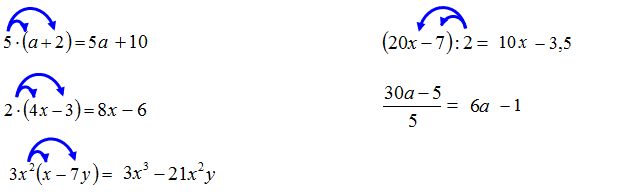 5·(a+2)=5a+10
2·(4x−3)=8x−6
3x²(x−7y)= 3x³−21x²y
(20x−7):2= 10x−3,5
30a−5
5
= 6a −1